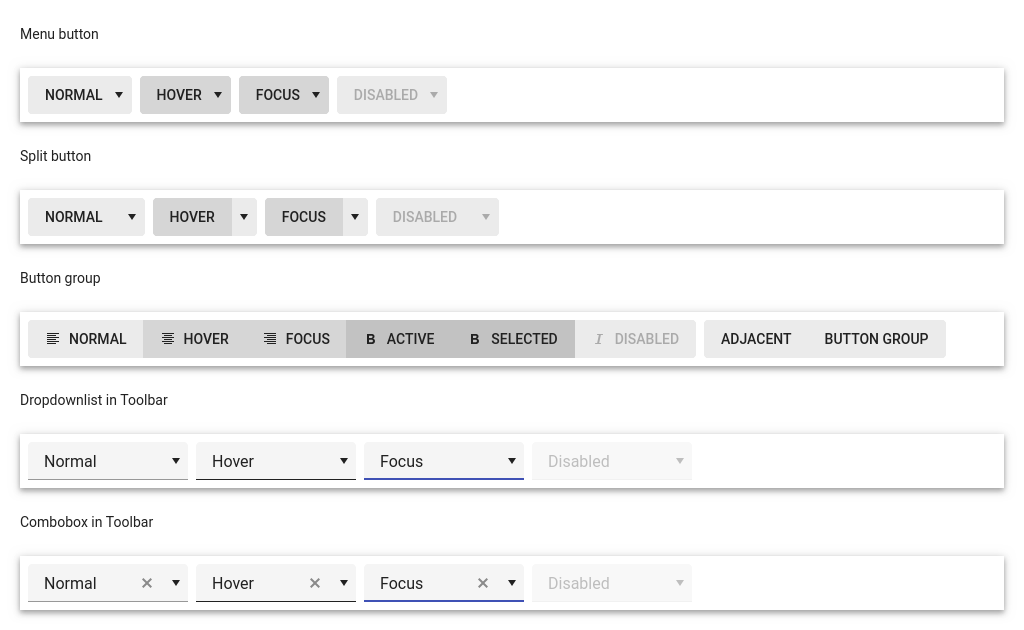 Menu button
NORMAL HOVER FOCUS DISABLED
Split button
NORMAL HOVER FOCUS DISABLED
Button group
NORMAL HOVER FOCUS B ACTIVE B SELECTED I DISABLED ADJACENT BUTTON GROUP
Dropdownlist in Toolbar
Normal Hover Focus Disabled
Combobox in Toolbar
Normal Hover Focus Disabled